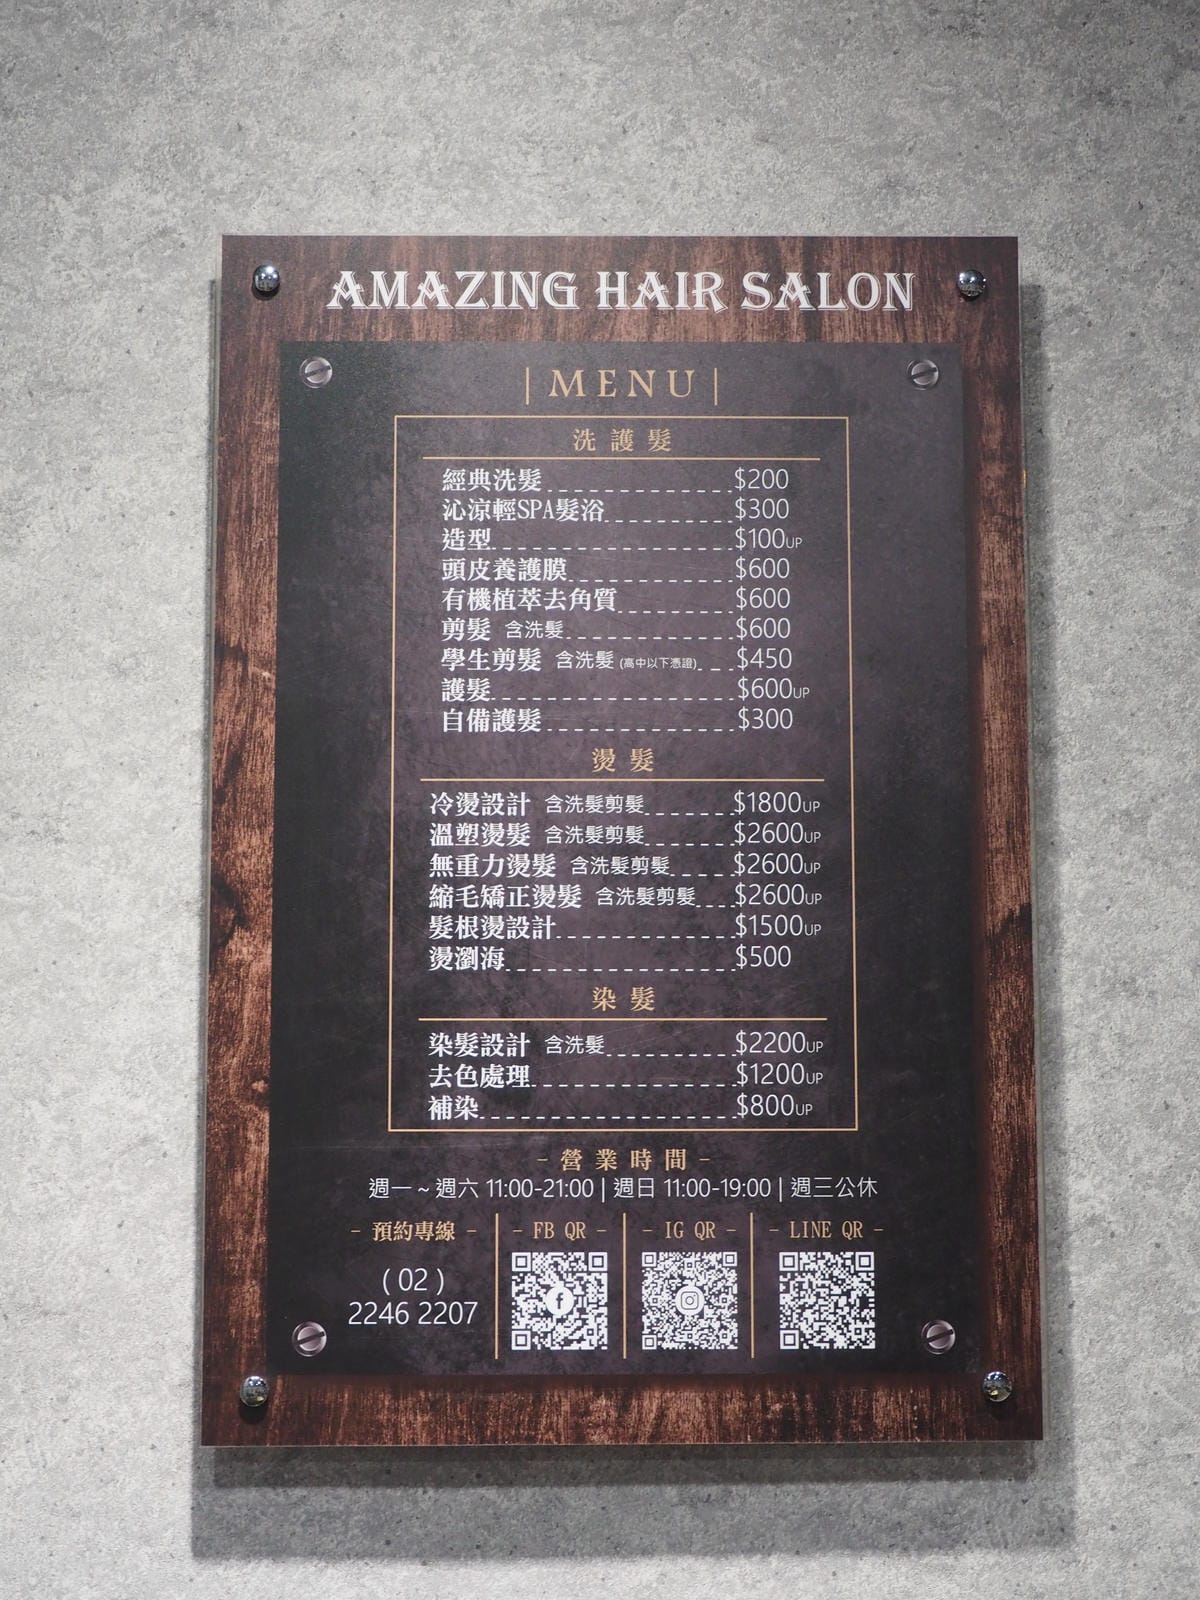 AMAZING HAIR SALON
|MENU|
洗護髮
經典洗髮 $200
沁涼輕SPA髮浴 $300
造型 $100UP
頭皮養護膜 $600
有機植萃去角質 $600
剪髮 含洗髮 $600
學生剪髮 含洗髮 (高中以下憑證) $450
護髮 $600UP
自備護髮 $300
燙髮
冷燙設計 含洗髮剪髮 $1800UP
溫塑燙髮 含洗髮剪髮 $2600UP
無重力燙髮 含洗髮剪髮 $2600UP
縮毛矯正燙髮 含洗髮剪髮 $2600UP
髮根燙設計 $1500UP
燙瀏海 $500
染髮
染髮設計 含洗髮 $2200UP
去色處理 $1200UP
補染 $800UP
-營業時間-
週一~週六 11:00-21:00 | 週日 11:00-19:00 | 週三公休
- 預約專線 - - FB QR - - IG QR - - LINE QR -
( 02 )
2246 2207